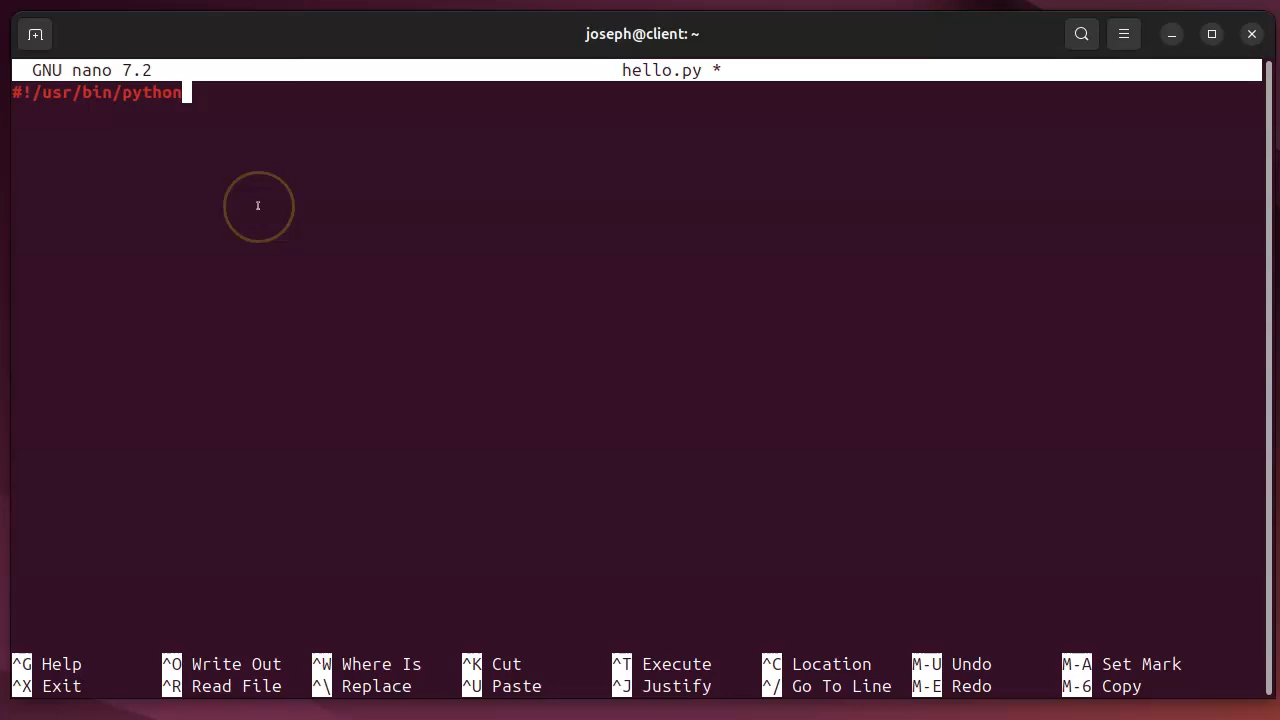 joseph@client: ~
GNU nano 7.2 hello.py *
#!/usr/bin/python
^G Help ^O Write Out ^W Where Is ^K Cut ^T Execute ^C Location M-U Undo M-A Set Mark
^X Exit ^R Read File ^\ Replace ^U Paste ^J Justify ^/ Go To Line M-E Redo M-6 Copy